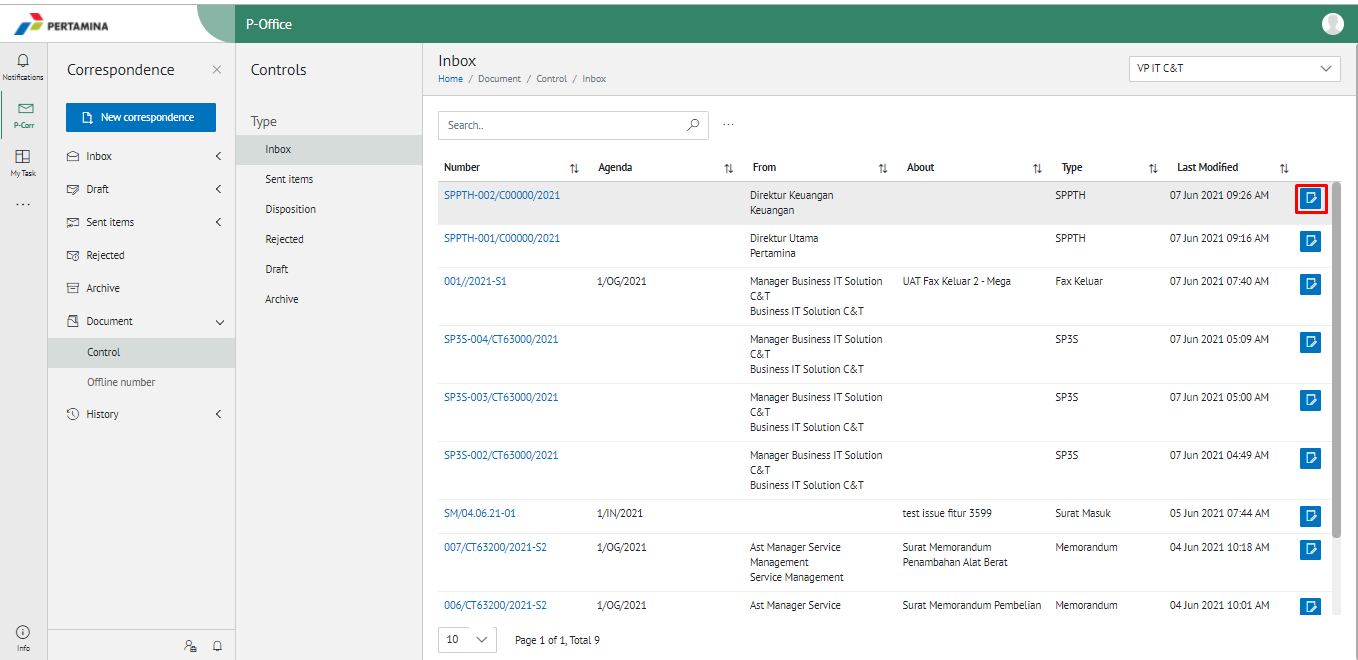 PERTAMINA
P-Office
Notifications
P-Corr
My Task
...
Info
Correspondence
New correspondence
Inbox
Draft
Sent items
Rejected
Archive
Document
Control
Offline number
History
Controls
Type
Inbox
Sent items
Disposition
Rejected
Draft
Archive
Inbox
Home / Document / Control / Inbox
VP IT C&T
Search.. ...
Number Agenda From About Type Last Modified
SPPTH-002/C00000/2021 Direktur Keuangan SPPTH 07 Jun 2021 09:26 AM
Keuangan
SPPTH-001/C00000/2021 Direktur Utama SPPTH 07 Jun 2021 09:16 AM
Pertamina
001//2021-S1 1/OG/2021 Manager Business IT Solution UAT Fax Keluar 2 - Mega Fax Keluar 07 Jun 2021 07:40 AM
C&T
Business IT Solution C&T
SP3S-004/CT63000/2021 Manager Business IT Solution SP3S 07 Jun 2021 05:09 AM
C&T
Business IT Solution C&T
SP3S-003/CT63000/2021 Manager Business IT Solution SP3S 07 Jun 2021 05:00 AM
C&T
Business IT Solution C&T
SP3S-002/CT63000/2021 Manager Business IT Solution SP3S 07 Jun 2021 04:49 AM
C&T
Business IT Solution C&T
SM/04.06.21-01 1/IN/2021 test issue fitur 3599 Surat Masuk 05 Jun 2021 07:44 AM
007/CT63200/2021-S2 1/OG/2021 Ast Manager Service Surat Memorandum Memorandum 04 Jun 2021 10:18 AM
Management Penambahan Alat Berat
Service Management
006/CT63200/2021-S2 1/OG/2021 Ast Manager Service Surat Memorandum Pembelian Memorandum 04 Jun 2021 10:01 AM
10 Page 1 of 1, Total 9